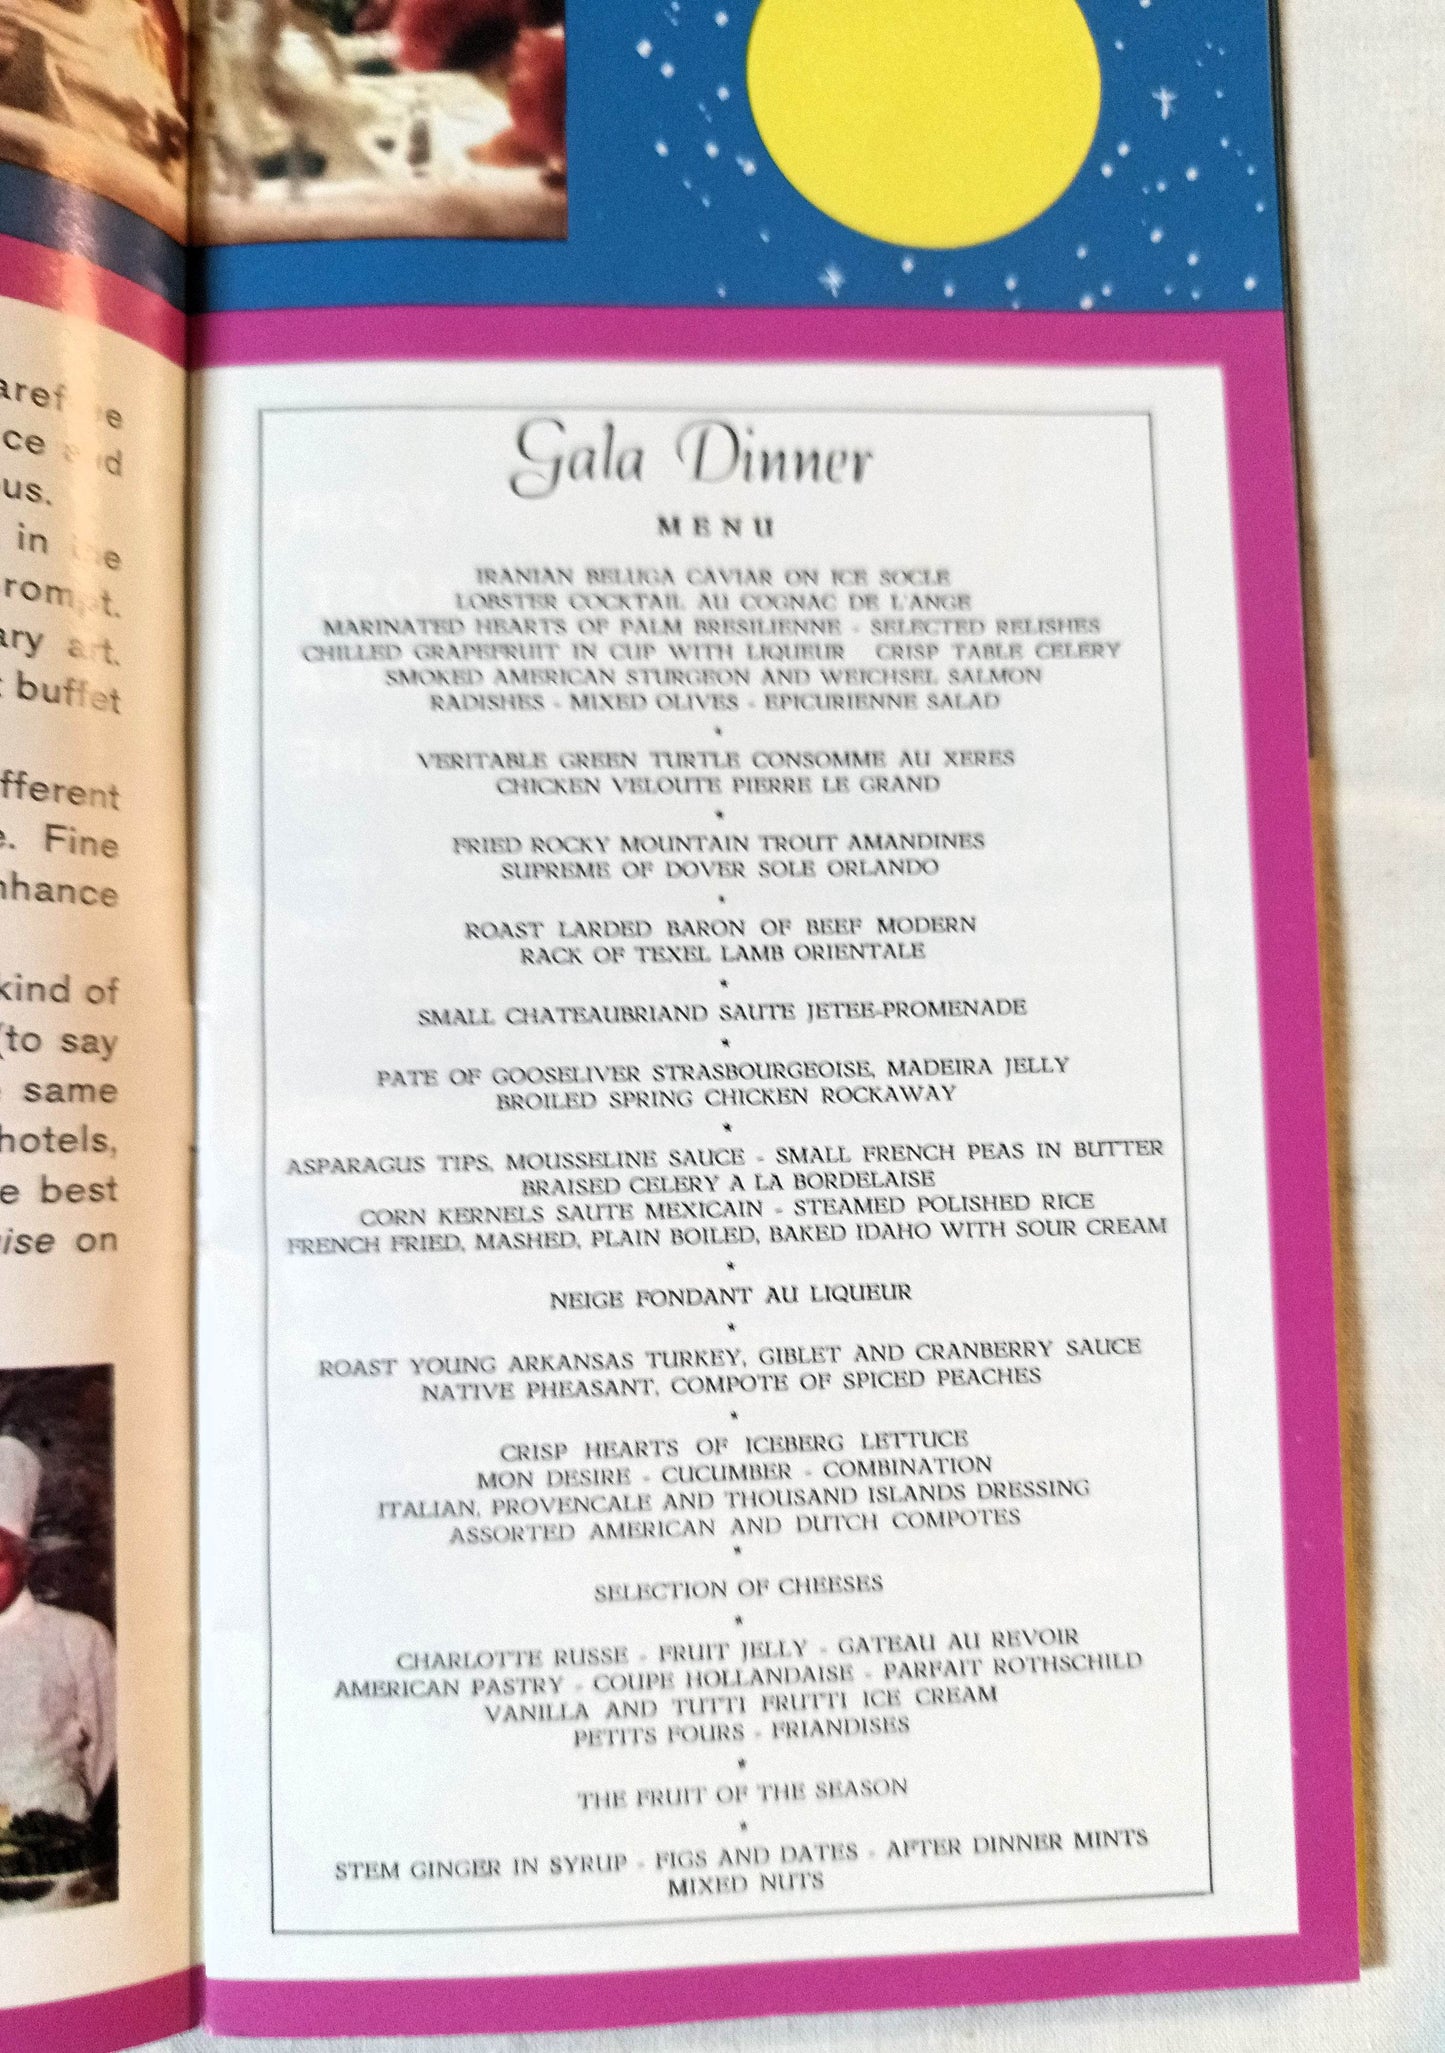 ce
ous.
in
rom t.
ary art.
buffet
fferent
e. Fine
nhance
kind of
(to say
same
hotels,
e best
ise on
Gala Dinner
MENU
IRANIAN BELUGA CAVIAR ON ICE SOCLE
LOBSTER COCKTAIL AU COGNAC DE L'ANGE
MARINATED HEARTS OF PALM BRESILIENNE - SELECTED RELISHES
CHILLED GRAPEFRUIT IN CUP WITH LIQUEUR CRISP TABLE CELERY
SMOKED AMERICAN STURGEON AND WEICHSEL SALMON
RADISHES - MIXED OLIVES - EPICURIENNE SALAD
*
VERITABLE GREEN TURTLE CONSOMME AU XERES
CHICKEN VELOUTE PIERRE LE GRAND
*
FRIED ROCKY MOUNTAIN TROUT AMANDINES
SUPREME OF DOVER SOLE ORLANDO
*
ROAST LARDED BARON OF BEEF MODERN
RACK OF TEXEL LAMB ORIENTALE
*
SMALL CHATEAUBRIAND SAUTE JETEE-PROMENADE
*
PATE OF GOOSELIVER STRASBOURGEOISE, MADEIRA JELLY
BROILED SPRING CHICKEN ROCKAWAY
*
ASPARAGUS TIPS, MOUSSELINE SAUCE - SMALL FRENCH PEAS IN BUTTER
BRAISED CELERY A LA BORDELAISE
CORN KERNELS SAUTE MEXICAIN - STEAMED POLISHED RICE
FRENCH FRIED, MASHED, PLAIN BOILED, BAKED IDAHO WITH SOUR CREAM
*
NEIGE FONDANT AU LIQUEUR
*
ROAST YOUNG ARKANSAS TURKEY, GIBLET AND CRANBERRY SAUCE
NATIVE PHEASANT, COMPOTE OF SPICED PEACHES
*
CRISP HEARTS OF ICEBERG LETTUCE
MON DESIRE - CUCUMBER - COMBINATION
ITALIAN, PROVENCALE AND THOUSAND ISLANDS DRESSING
ASSORTED AMERICAN AND DUTCH COMPOTES
*
SELECTION OF CHEESES
*
CHARLOTTE RUSSE - FRUIT JELLY - GATEAU AU REVOIR
AMERICAN PASTRY - COUPE HOLLANDAISE - PARFAIT ROTHSCHILD
VANILLA AND TUTTI FRUTTI ICE CREAM
PETITS FOURS - FRIANDISES
*
THE FRUIT OF THE SEASON
*
STEM GINGER IN SYRUP - FIGS AND DATES - AFTER DINNER MINTS
MIXED NUTS